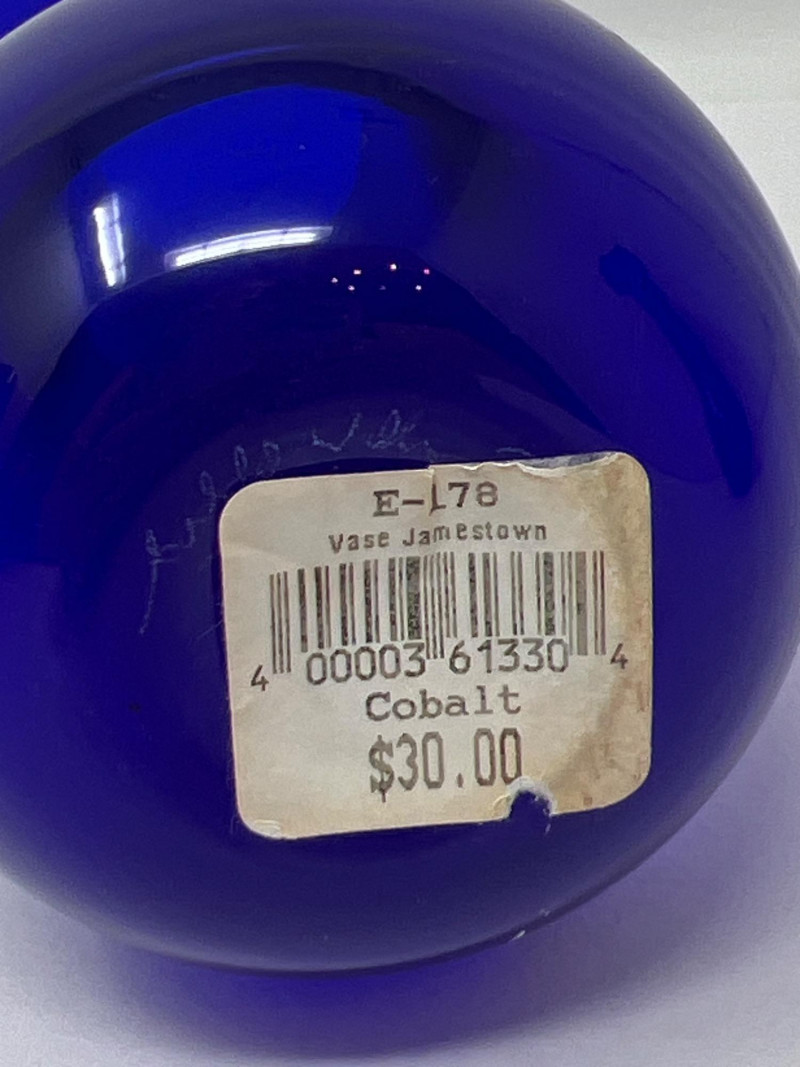 E-178
Vase Jamestown
4 00003 61330 4
Cobalt
$30.00